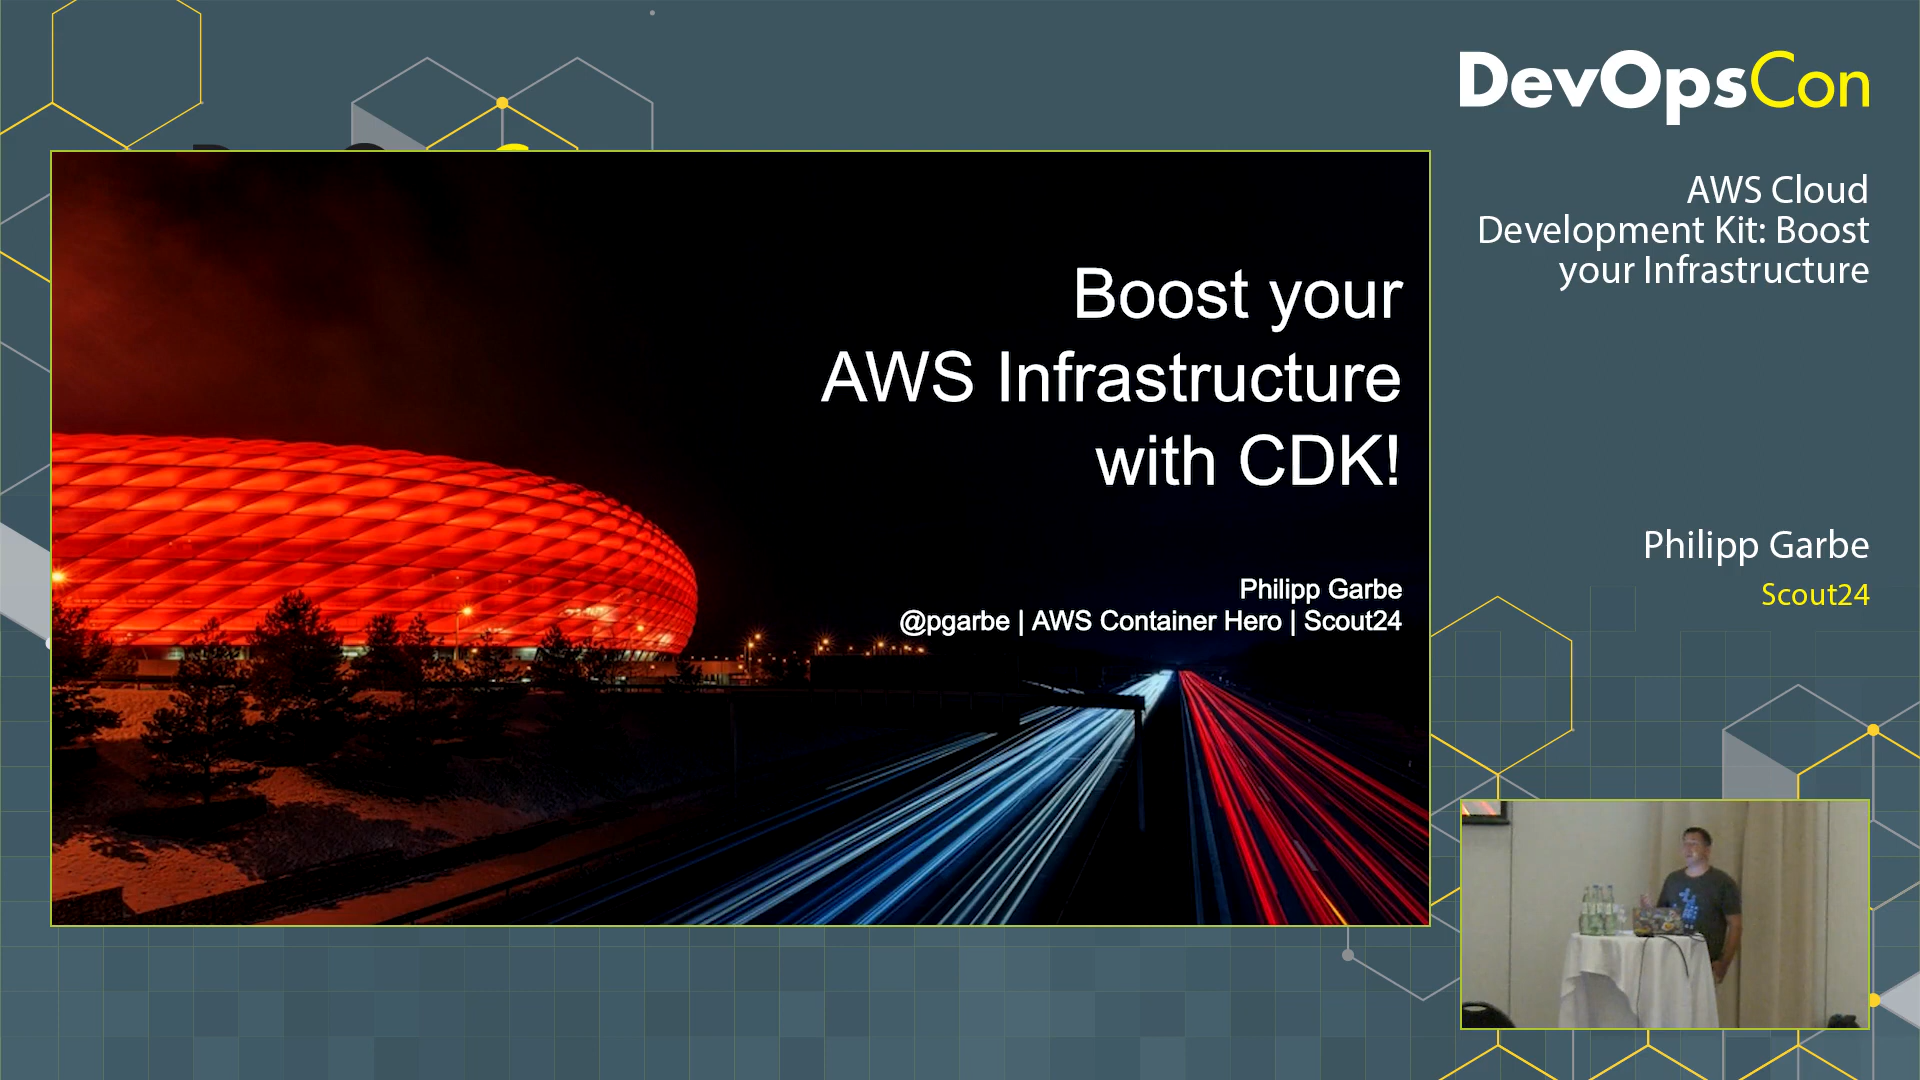 DevOpsCon
AWS Cloud
Development Kit: Boost
your Infrastructure
Boost your
AWS Infrastructure
with CDK!
Philipp Garbe
@pgarbe | AWS Container Hero | Scout24
Philipp Garbe
Scout24